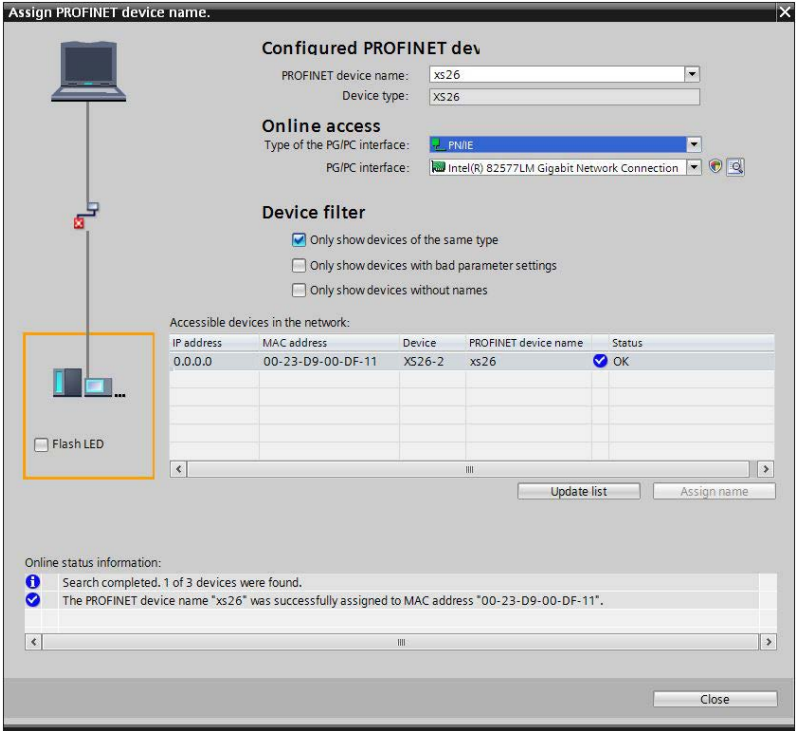 Assign PROFINET device name.
Configured PROFINET dev
PROFINET device name: xs26
Device type: XS26
Online access
Type of the PG/PC interface: PN/IE
PG/PC interface: Intel(R) 82577LM Gigabit Network Connection
Device filter
Only show devices of the same type
Only show devices with bad parameter settings
Only show devices without names
Accessible devices in the network:
IP address MAC address Device PROFINET device name Status
0.0.0.0 00-23-D9-00-DF-11 XS26-2 xs26 OK
Flash LED
Update list Assign name
Online status information:
Search completed. 1 of 3 devices were found.
The PROFINET device name "xs26" was successfully assigned to MAC address "00-23-D9-00-DF-11".
Close